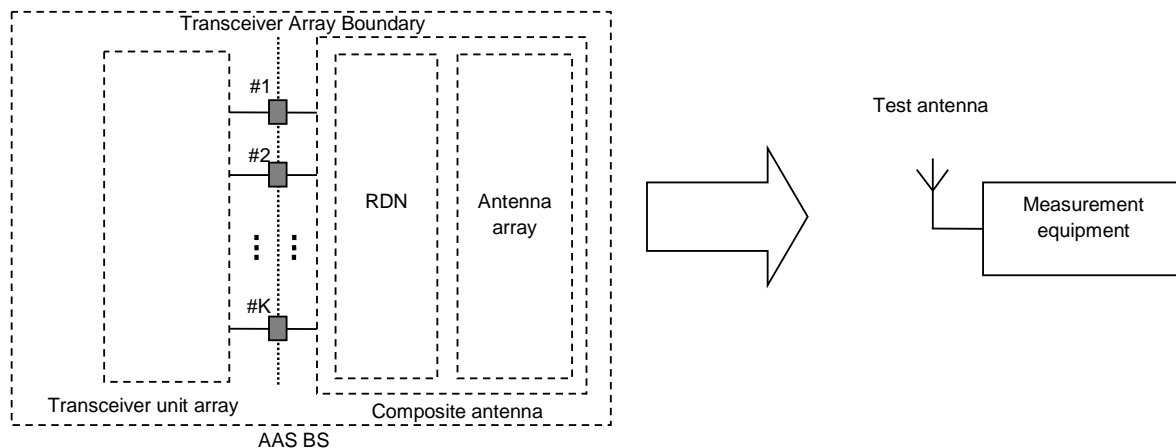 Transceiver Array Boundary
#1
#2
#K
RDN
Antenna
array
Transceiver unit array
Composite antenna
AAS BS
Test antenna
Measurement
equipment